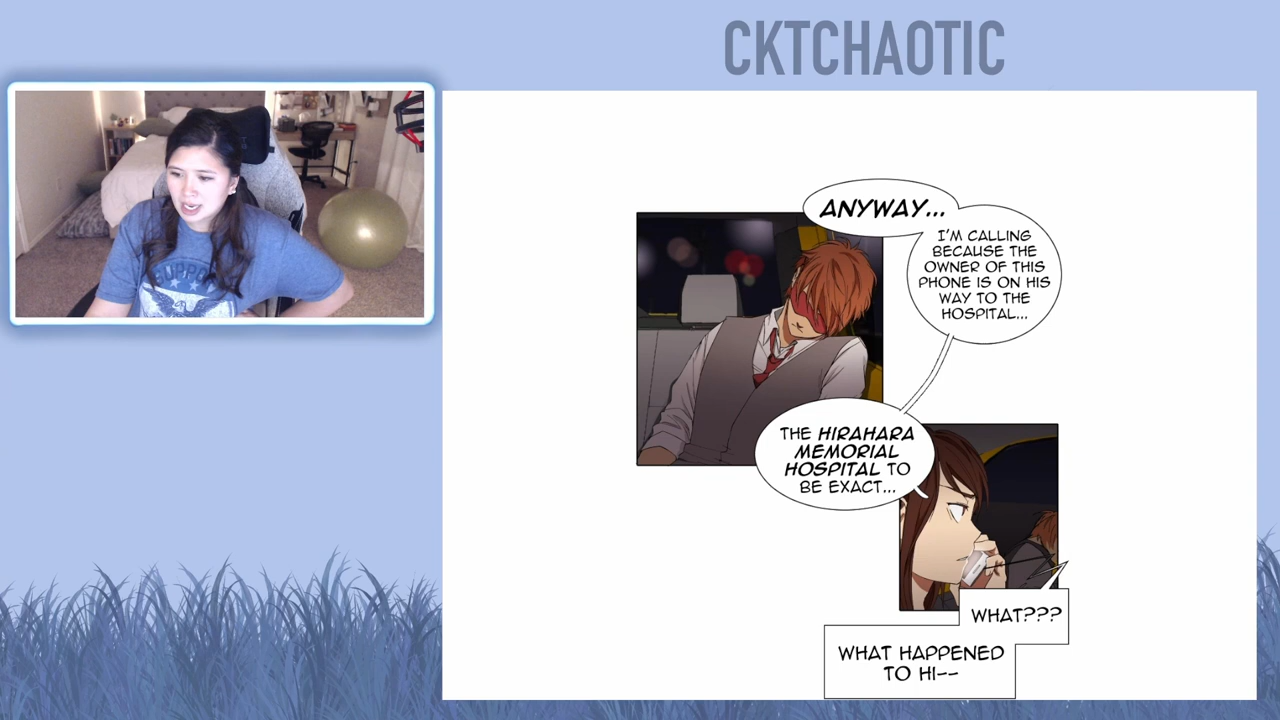 CKTCHAOTIC
SUPPO
ANYWAY...
I'M CALLING
BECAUSE THE
OWNER OF THIS
PHONE IS ON HIS
WAY TO THE
HOSPITAL...
THE HIRAHARA
MEMORIAL
HOSPITAL TO
BE EXACT...
WHAT???
WHAT HAPPENED
TO HI--